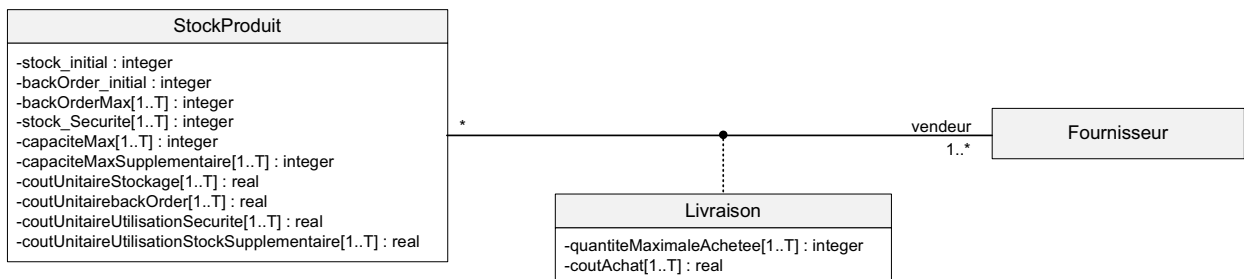 StockProduit
-stock_initial : integer
-backOrder_initial : integer
-backOrderMax[1..T] : integer
-stock_Securite[1..T] : integer
-capaciteMax[1..T] : integer
-capaciteMaxSupplementaire[1..T] : integer
-coutUnitaireStockage[1..T] : real
-coutUnitairebackOrder[1..T] : real
-coutUnitaireUtilisationSecurite[1..T] : real
-coutUnitaireUtilisationStockSupplementaire[1..T] : real
*
vendeur
1..*
Fournisseur
Livraison
-quantiteMaximaleAchetee[1..T] : integer
-coutAchat[1..T] : real